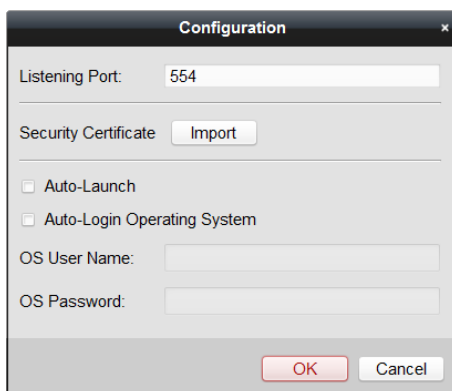 Configuration
Listening Port: 554
Security Certificate Import
Auto-Launch
Auto-Login Operating System
OS User Name:
OS Password:
OK Cancel